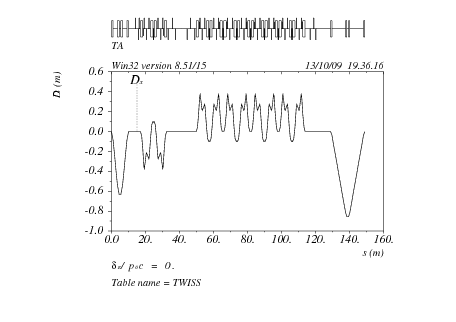 TA
Win32 version 8.51/15 13/10/09 19.36.16
D (m)
Dx
0.6
0.4
0.2
0.0
-0.2
-0.4
-0.6
-0.8
-1.0
0.0 20. 40. 60. 80. 100. 120. 140. 160.
s (m)
δE/ p0c = 0.
Table name = TWISS